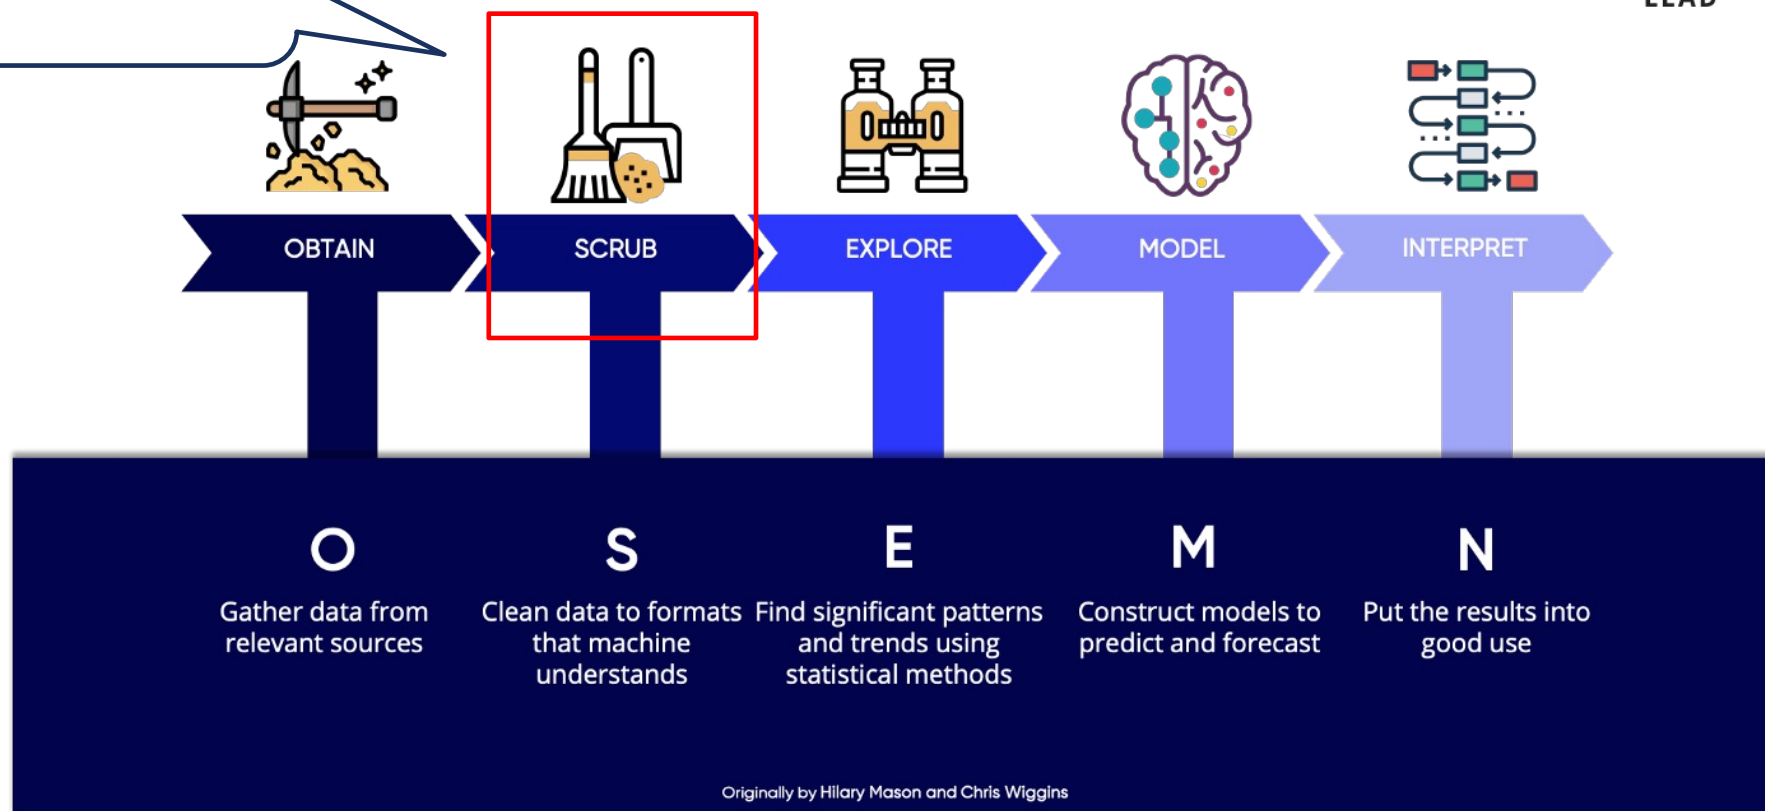 OBTAIN
SCRUB
EXPLORE
MODEL
INTERPRET
O
Gather data from
relevant sources
S
Clean data to formats
that machine
understands
E
Find significant patterns
and trends using
statistical methods
M
Construct models to
predict and forecast
N
Put the results into
good use
Originally by Hilary Mason and Chris Wiggins